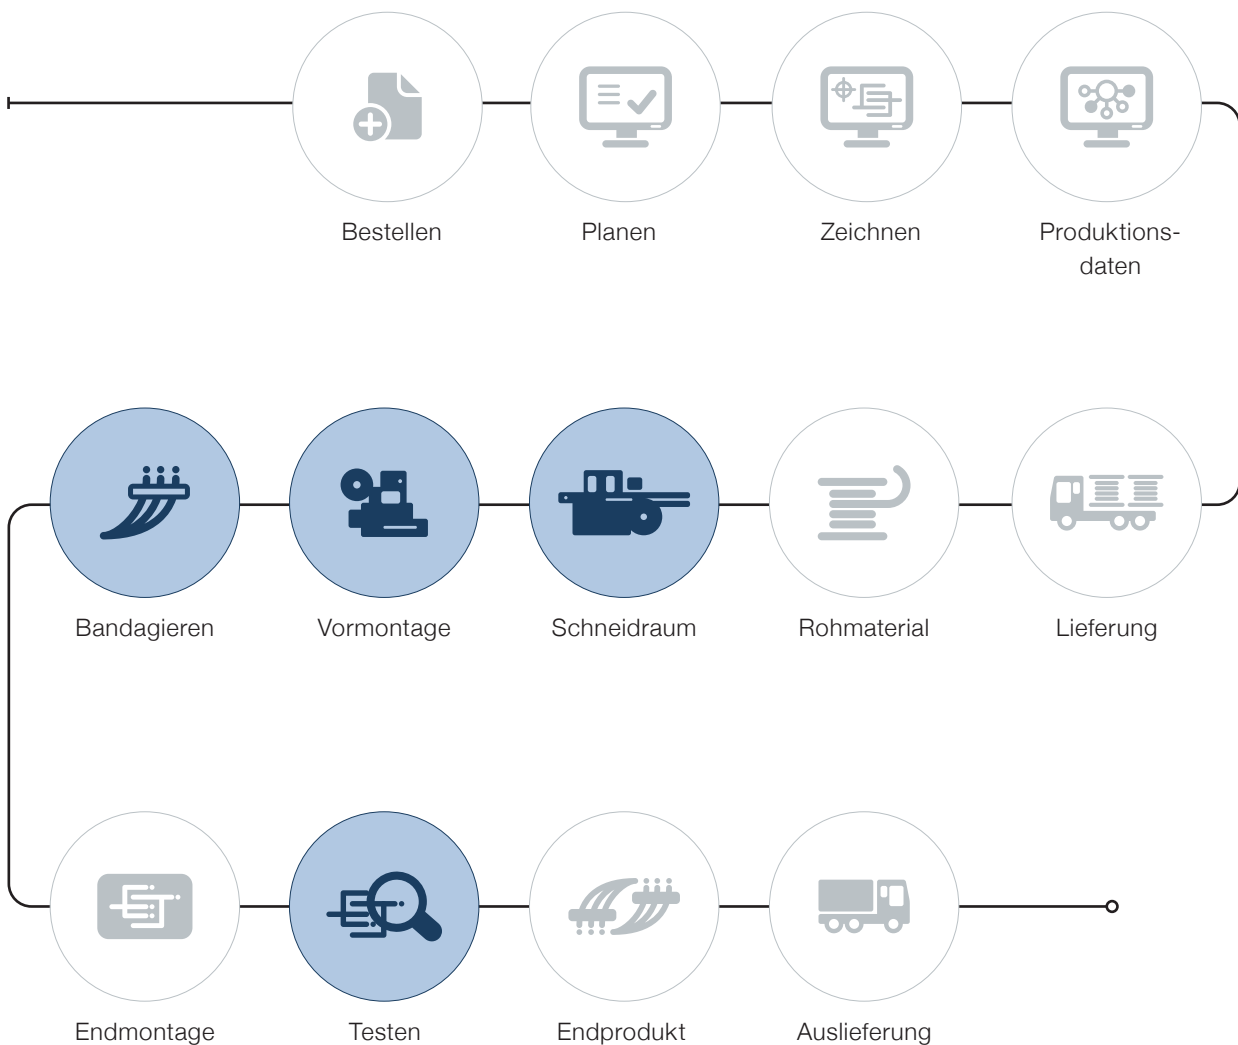 Bestellen
Planen
Zeichnen
Produktions-
daten
Bandagieren
Vormontage
Schneidraum
Rohmaterial
Lieferung
Endmontage
Testen
Endprodukt
Auslieferung